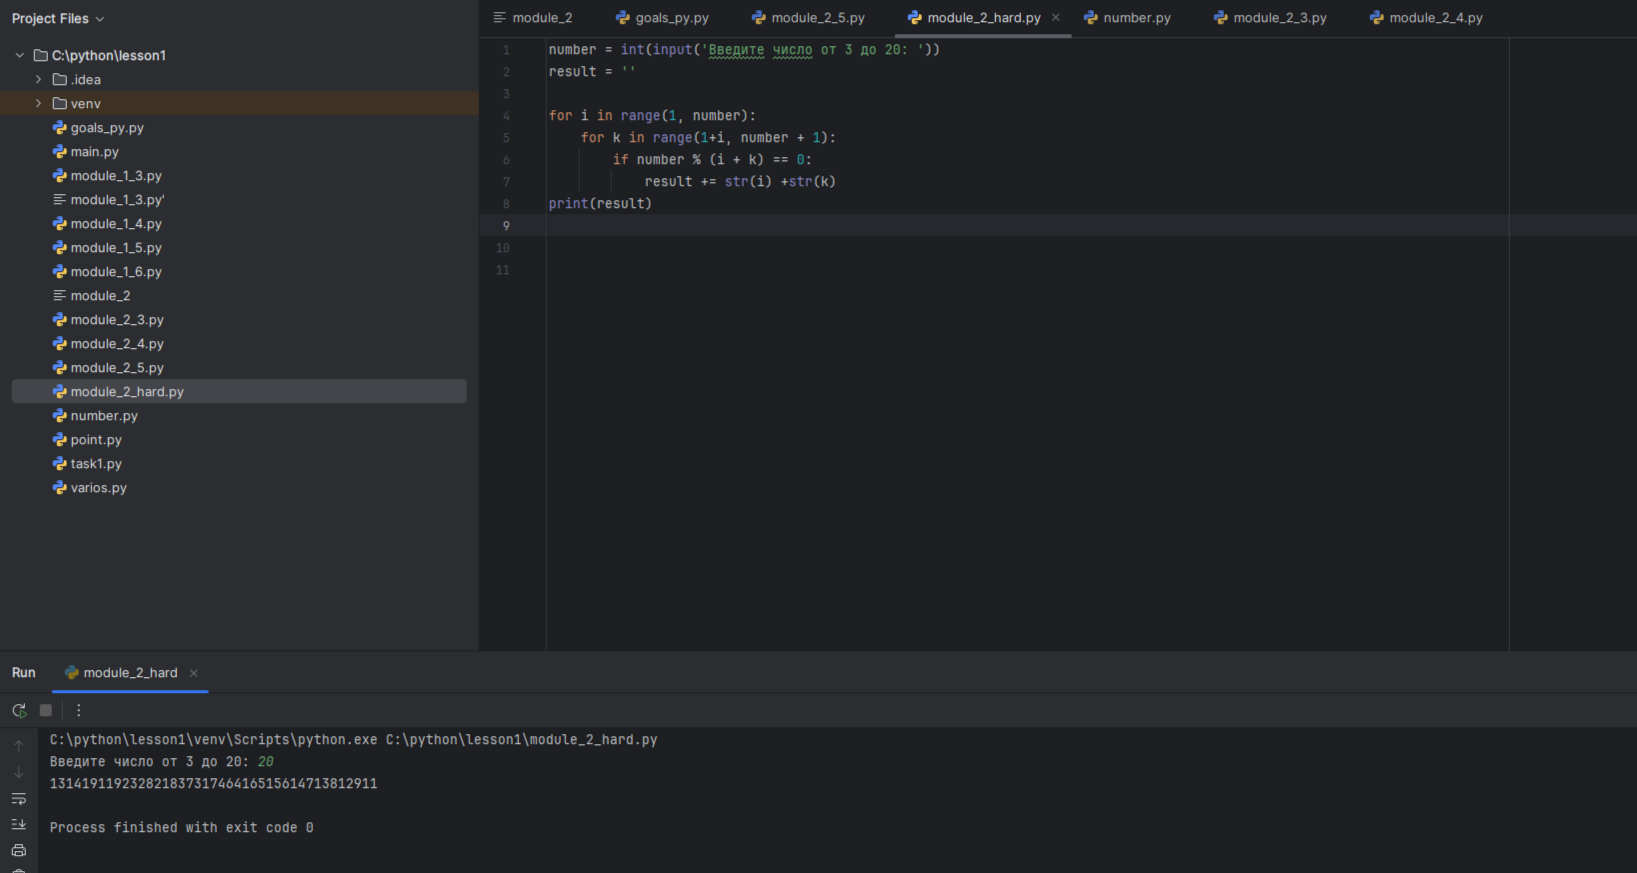 Project Files
C:\python\lesson1
.idea
venv
goals_py.py
main.py
module_1_3.py
module_1_3.py'
module_1_4.py
module_1_5.py
module_1_6.py
module_2
module_2_3.py
module_2_4.py
module_2_5.py
module_2_hard.py
number.py
point.py
task1.py
varios.py
module_2 goals_py.py module_2_5.py module_2_hard.py number.py module_2_3.py module_2_4.py
1 number = int(input('Введите число от 3 до 20: '))
2 result = ''
3
4 for i in range(1, number):
5 for k in range(1+i, number + 1):
6 if number % (i + k) == 0:
7 result += str(i) +str(k)
8 print(result)
9
10
11
Run module_2_hard
C:\python\lesson1\venv\Scripts\python.exe C:\python\lesson1\module_2_hard.py
Введите число от 3 до 20: 20
13141911923282183731746416515614713812911
Process finished with exit code 0